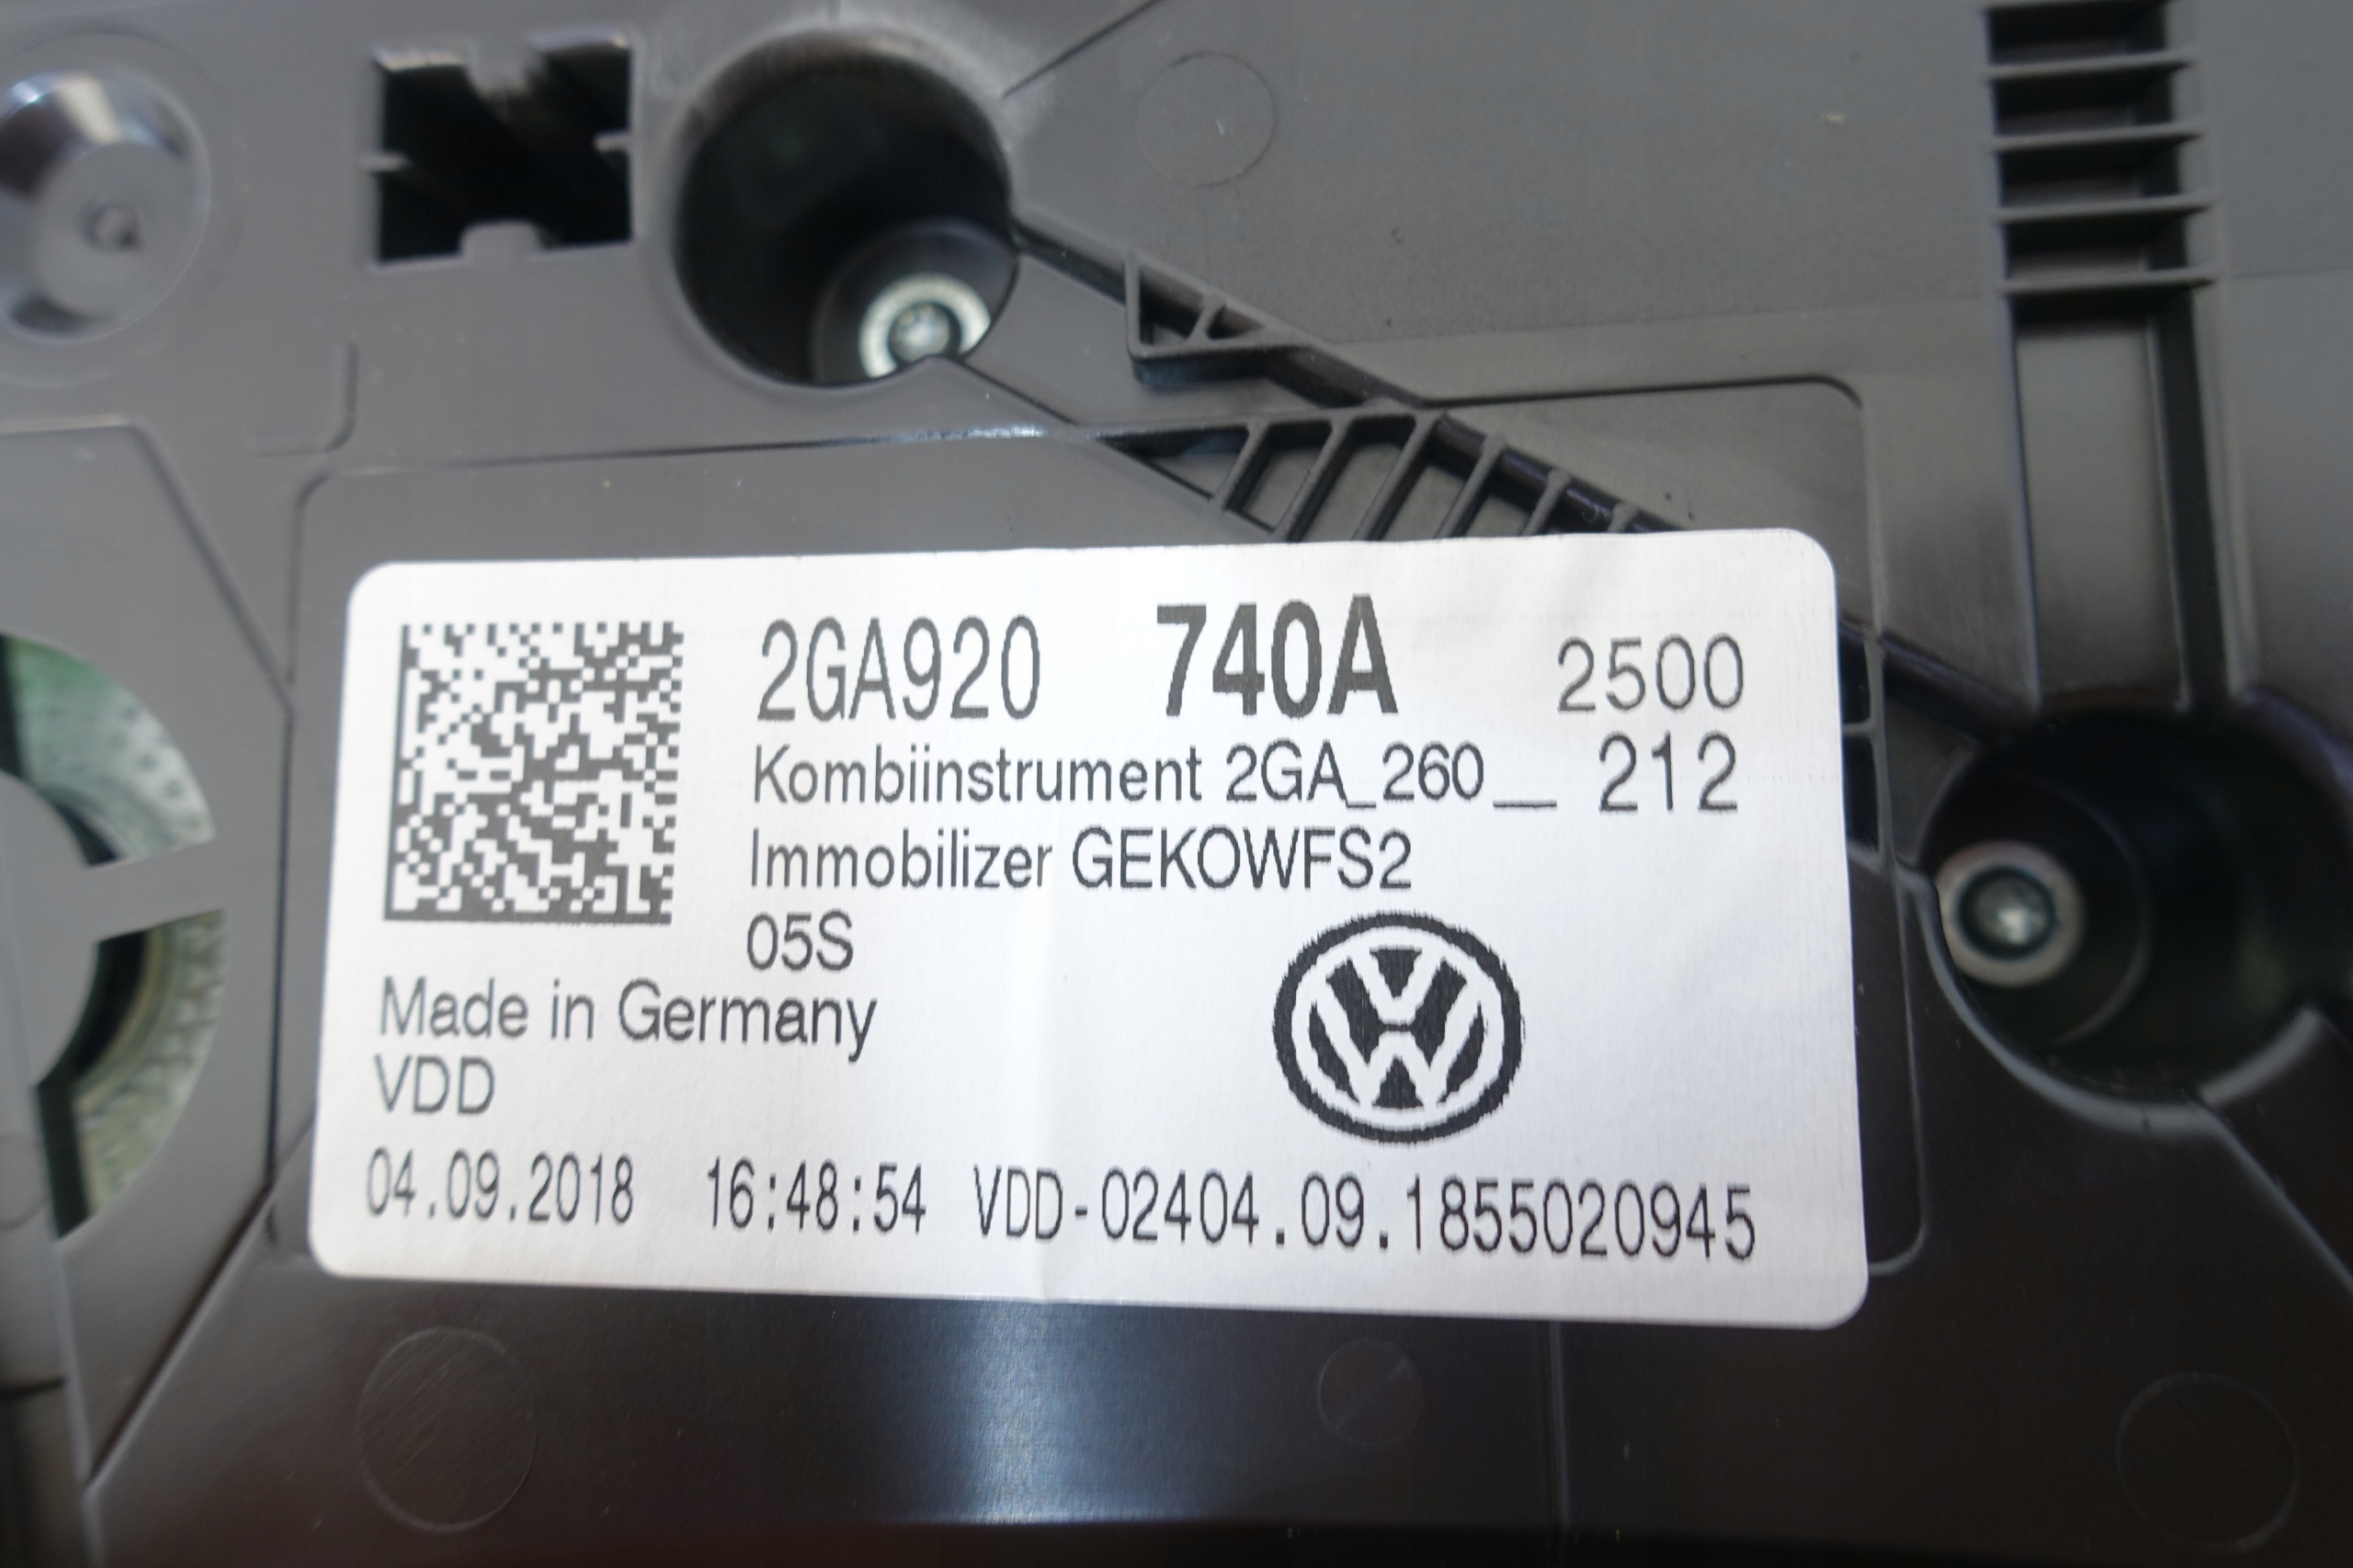 2GA920 740A 2500
Kombiinstrument 2GA_260__ 212
Immobilizer GEKOWFS2
05S
Made in Germany
VDD
04.09.2018 16:48:54 VDD-02404.09.1855020945